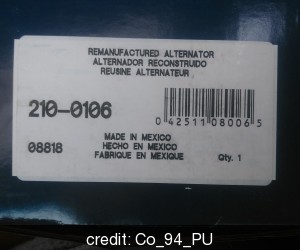 REMANUFACTURED ALTERNATOR
ALTERNADOR RECONSTRUIDO
REUSINE ALTERNATEUR
210-0106
0 42511 08006 5
MADE IN MEXICO
08818
HECHO EN MEXICO
FABRIQUE EN MEXIQUE
Qty. 1
credit: Co_94_PU